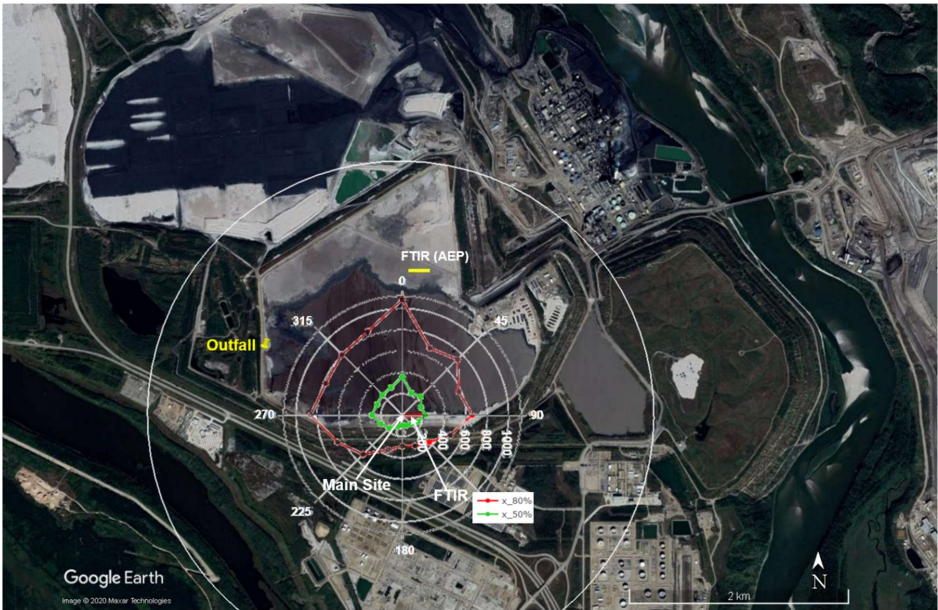 FTIR (AEP)
0
315
45
Outfall
270
90
200
400
600
800
1000
Main Site
FTIR
x_80%
x_50%
225
180
Google Earth
Image © 2020 Maxar Technologies
2 km
N